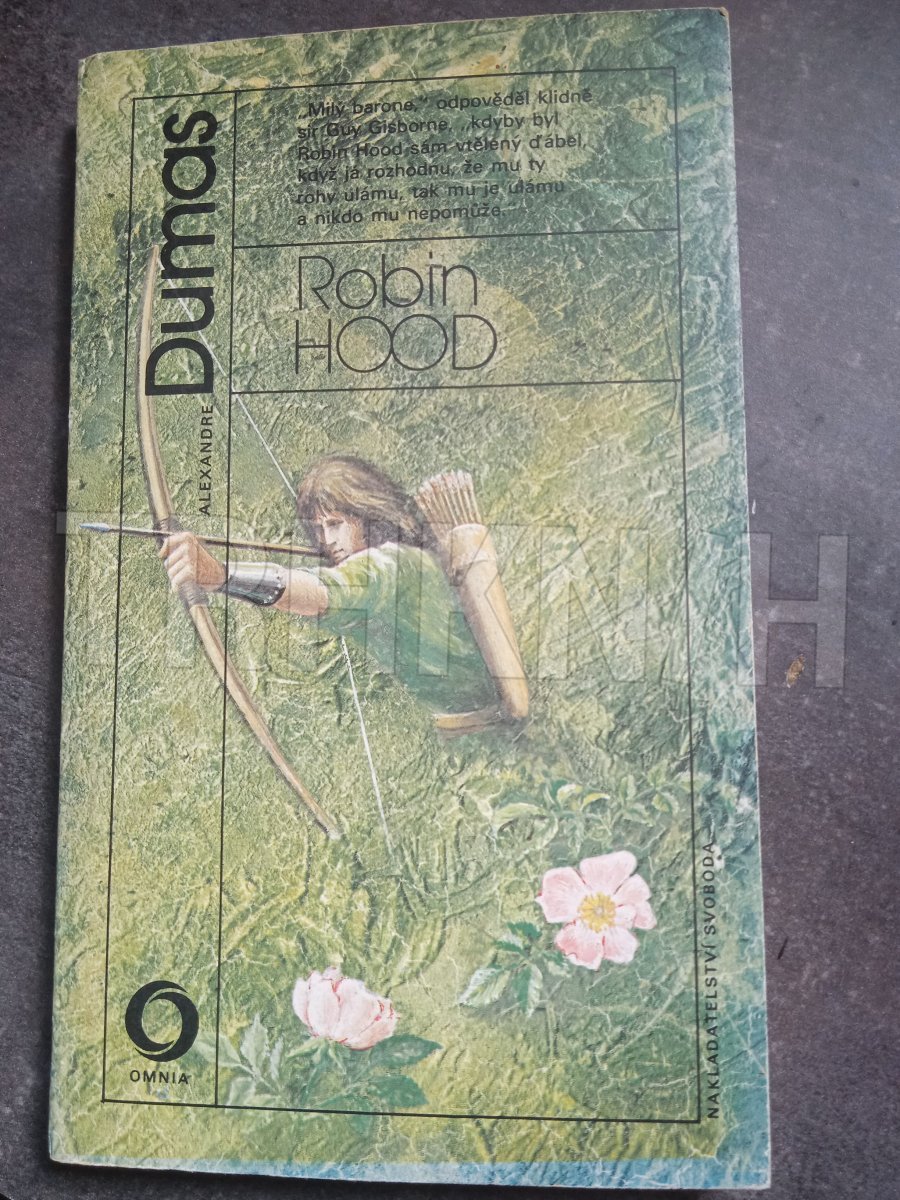 „Milý barone,“ odpověděl klidně
sir Guy Gisborne, „kdyby byl
Robin Hood sám vtělený ďábel,
když já rozhodnu, že mu ty
rohy ulámu, tak mu je ulámu
a nikdo mu nepomůže.“
ALEXANDRE Dumas
Robin
HOOD
OMNIA
NAKLADATELSTVÍ SVOBODA